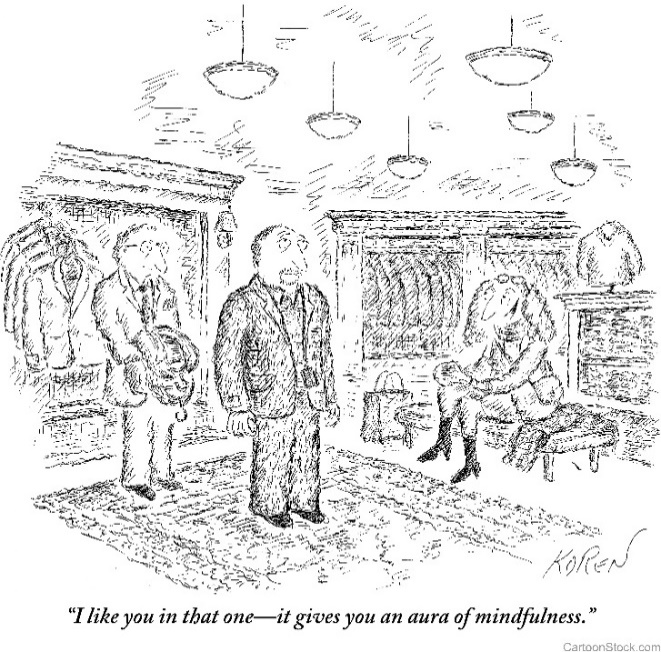 KOREN
“I like you in that one—it gives you an aura of mindfulness.”
CartoonStock.com